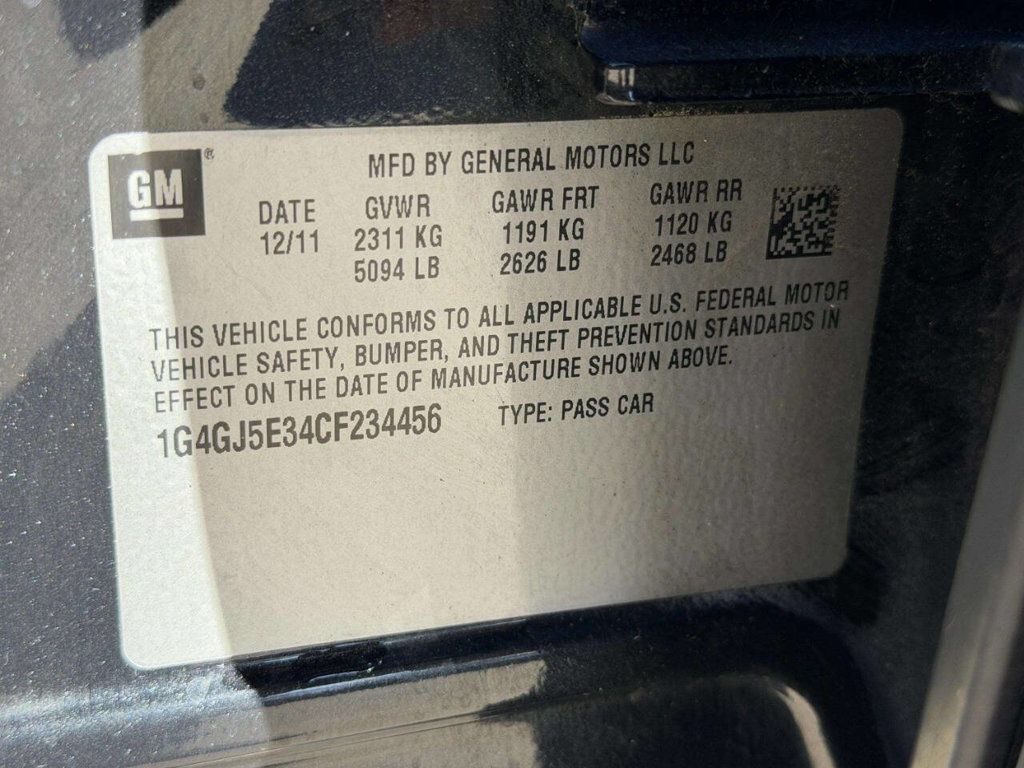 GM ®
MFD BY GENERAL MOTORS LLC
DATE GVWR GAWR FRT GAWR RR
12/11 2311 KG 1191 KG 1120 KG
5094 LB 2626 LB 2468 LB
THIS VEHICLE CONFORMS TO ALL APPLICABLE U.S. FEDERAL MOTOR
VEHICLE SAFETY, BUMPER, AND THEFT PREVENTION STANDARDS IN
EFFECT ON THE DATE OF MANUFACTURE SHOWN ABOVE.
1G4GJ5E34CF234456 TYPE: PASS CAR